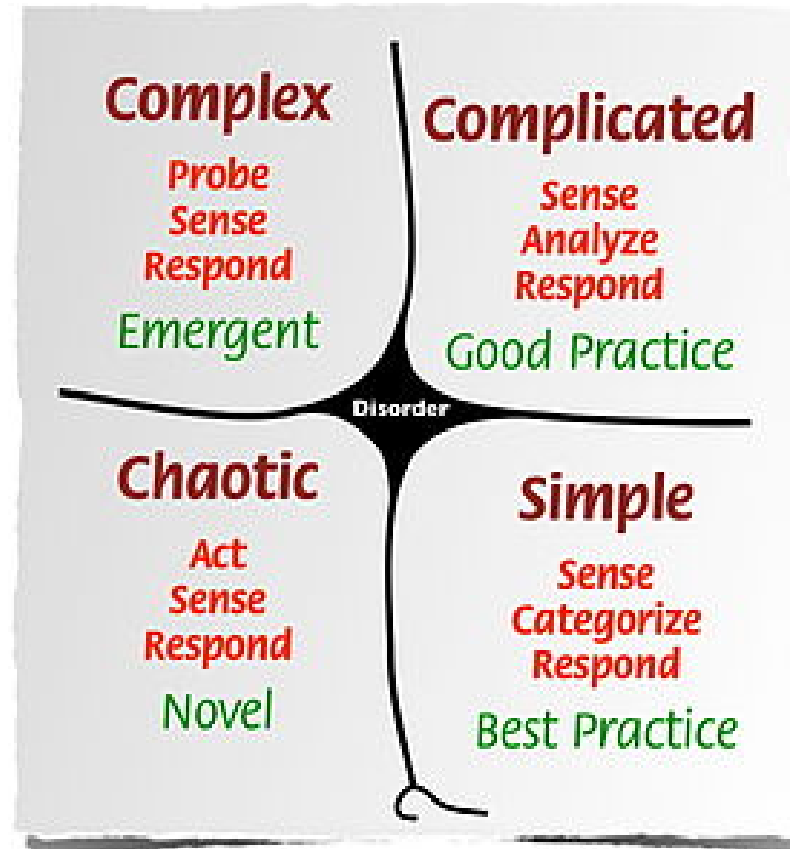 Complex
Probe
Sense
Respond
Emergent
Complicated
Sense
Analyze
Respond
Good Practice
Disorder
Chaotic
Act
Sense
Respond
Novel
Simple
Sense
Categorize
Respond
Best Practice